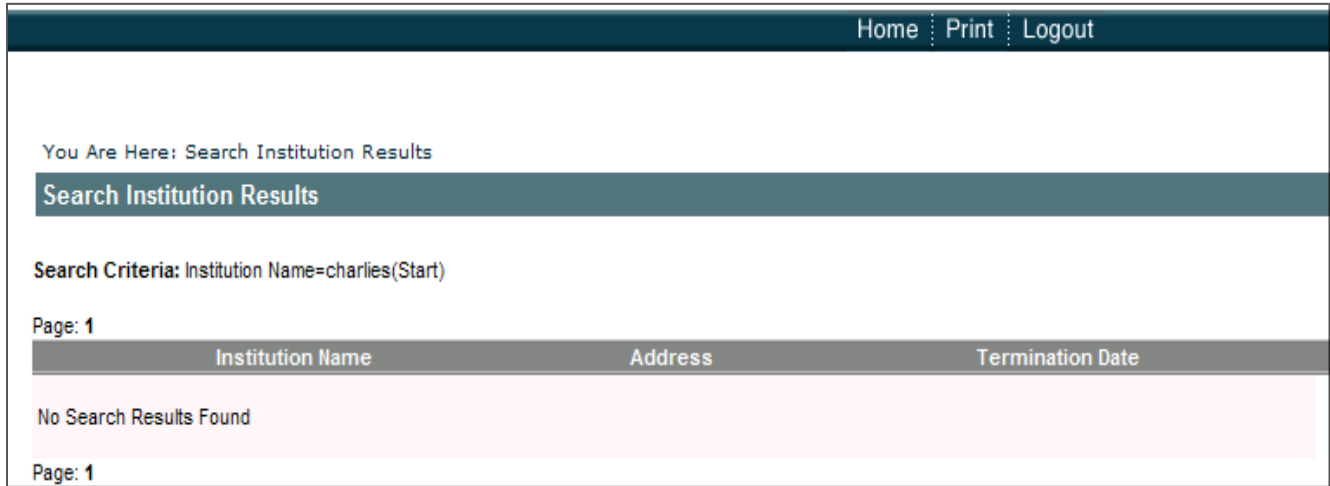 Home Print Logout
You Are Here: Search Institution Results
Search Institution Results
Search Criteria: Institution Name=charlies(Start)
Page: 1
Institution Name Address Termination Date
No Search Results Found
Page: 1